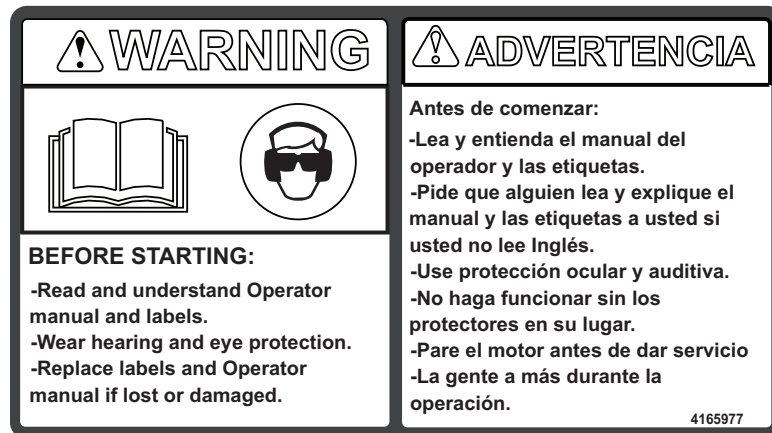 WARNING
BEFORE STARTING:
-Read and understand Operator
manual and labels.
-Wear hearing and eye protection.
-Replace labels and Operator
manual if lost or damaged.
ADVERTENCIA
Antes de comenzar:
-Lea y entienda el manual del
operador y las etiquetas.
-Pide que alguien lea y explique el
manual y las etiquetas a usted si
usted no lee Inglés.
-Use protección ocular y auditiva.
-No haga funcionar sin los
protectores en su lugar.
-Pare el motor antes de dar servicio
-La gente a más durante la
operación.
4165977